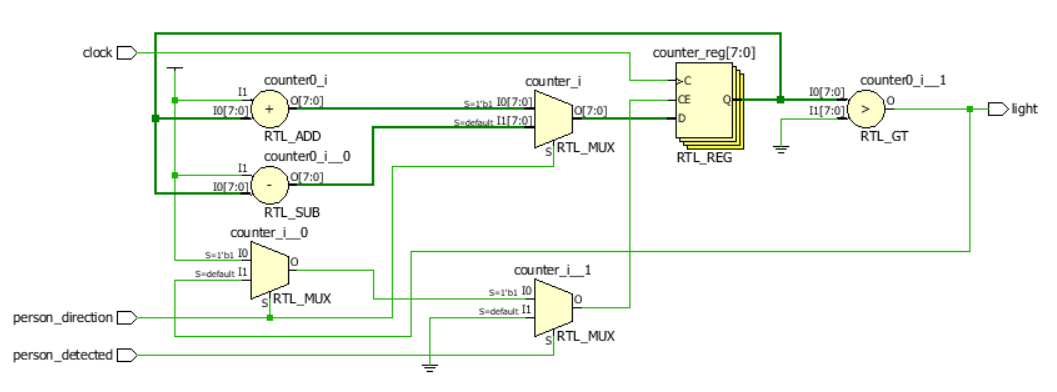 clock
counter0_i
I1
I0[7:0]
+
O[7:0]
RTL_ADD
counter0_i__0
I1
I0[7:0]
-
O[7:0]
RTL_SUB
counter_i
S=1'b1 I0[7:0]
S=default I1[7:0]
O[7:0]
S
RTL_MUX
counter_reg[7:0]
C
CE
D
Q
RTL_REG
counter0_i__1
I0[7:0]
I1[7:0]
>
O
RTL_GT
light
counter_i__0
S=1'b1 I0
S=default I1
O
S
RTL_MUX
counter_i__1
S=1'b1 I0
S=default I1
O
S
RTL_MUX
person_direction
person_detected